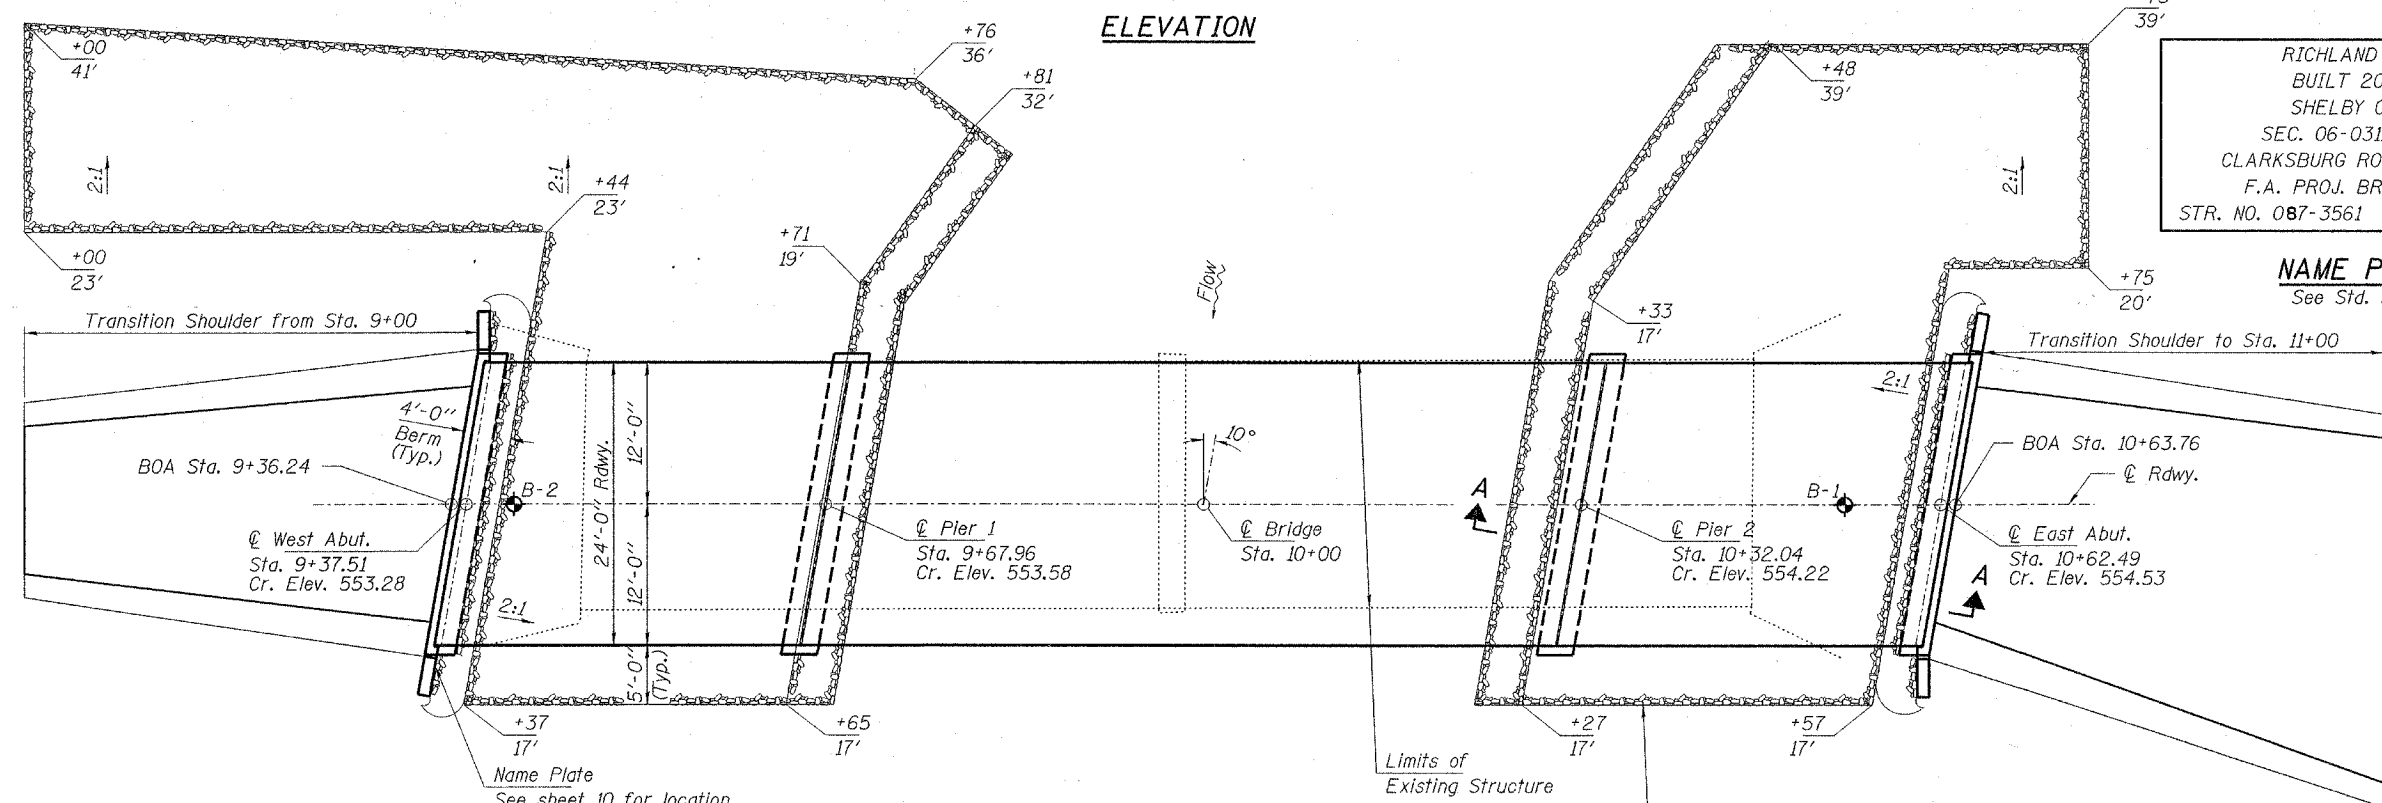 ELEVATION
39'
+00
41'
+76
36'
+81
32'
+48
39'
RICHLAND
SHELBY
CLARKSBURG
F.A. PROJ. BR
STR. NO. 087-3561
2:1
2:1
+44
23'
2:1
+00
23'
+71
19'
Flow
+33
17'
+75
20'
NAME
See Std.
Transition Shoulder from Sta. 9+00
Transition Shoulder to Sta. 11+00
4'-0"
Berm
(Typ.)
24'-0" Rdwy.
12'-0"
12'-0"
5'-0"
(Typ.)
10°
2:1
BOA Sta. 9+36.24
BOA Sta. 10+63.76
℄ Rdwy.
B-2
B-1
A
℄ West Abut.
Sta. 9+37.51
Cr. Elev. 553.28
℄ Pier 1
Sta. 9+67.96
Cr. Elev. 553.58
℄ Bridge
Sta. 10+00
℄ Pier 2
Sta. 10+32.04
Cr. Elev. 554.22
℄ East Abut.
Sta. 10+62.49
Cr. Elev. 554.53
A
2:1
+37
17'
+65
17'
+27
17'
+57
17'
Name Plate
See sheet 10 for location
Limits of
Existing Structure